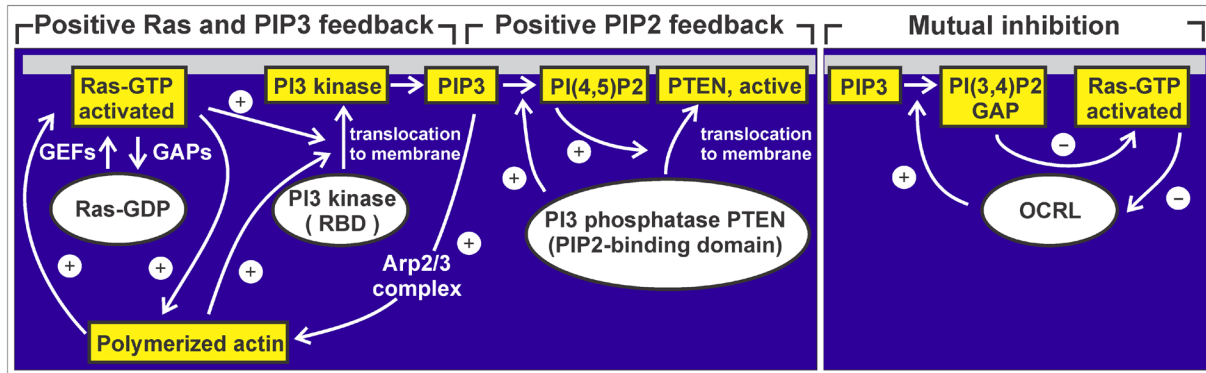 Positive Ras and PIP3 feedback
Positive PIP2 feedback
Mutual inhibition
Ras-GTP
activated
PI3 kinase
PIP3
PI(4,5)P2
PTEN, active
PIP3
PI(3,4)P2
GAP
Ras-GTP
activated
+
translocation
to membrane
translocation
to membrane
GEFs
GAPs
+
−
+
+
−
Ras-GDP
PI3 kinase
( RBD )
PI3 phosphatase PTEN
(PIP2-binding domain)
OCRL
+
+
+
+
Arp2/3
complex
Polymerized actin